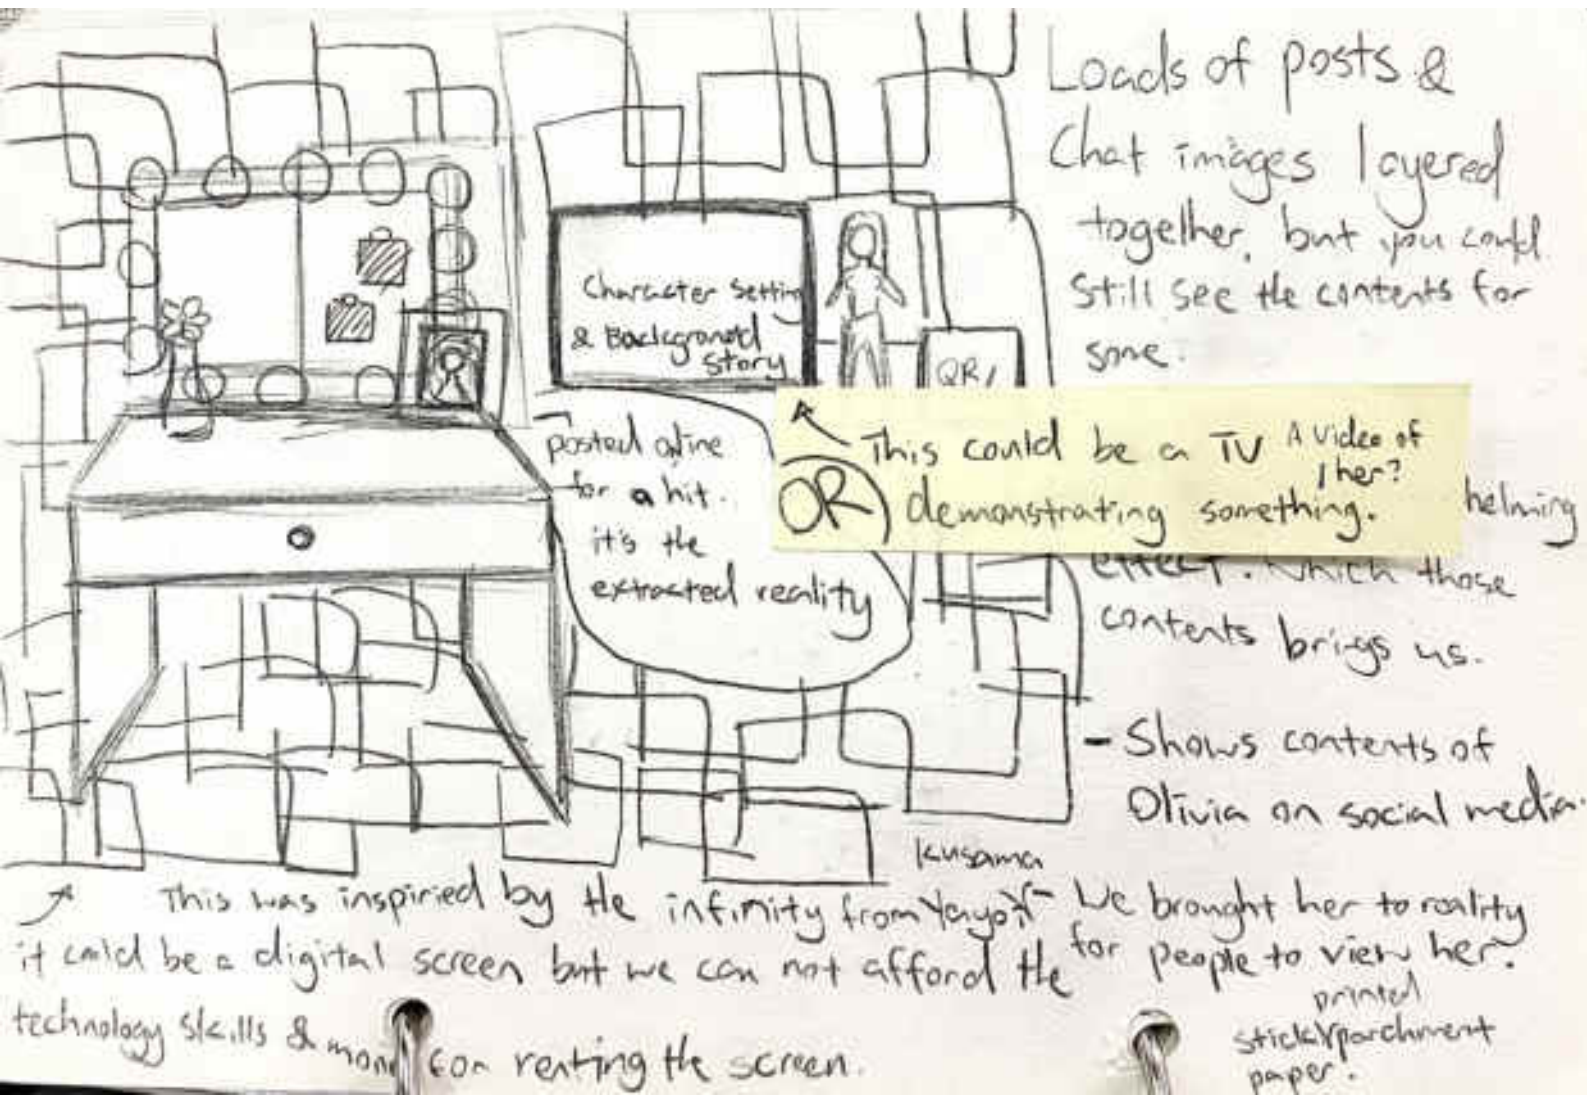 Loads of posts &
Chat images layered
together, but you could
still see the contents for
some.
Character Setting
& Background
Story
QR/
This could be a TV A video of
her?
OR demonstrating something.
posted online
for a hit.
it's the
extracted reality
helming
effect. which those
contents brings us.
- Shows contents of
Olivia on social media.
Kusama
This was inspiried by the infinity from Yayoi
it could be a digital screen but we can not afford the
technology skills & for renting the screen.
- We brought her to reality
for people to view her.
printed
parchment
paper.